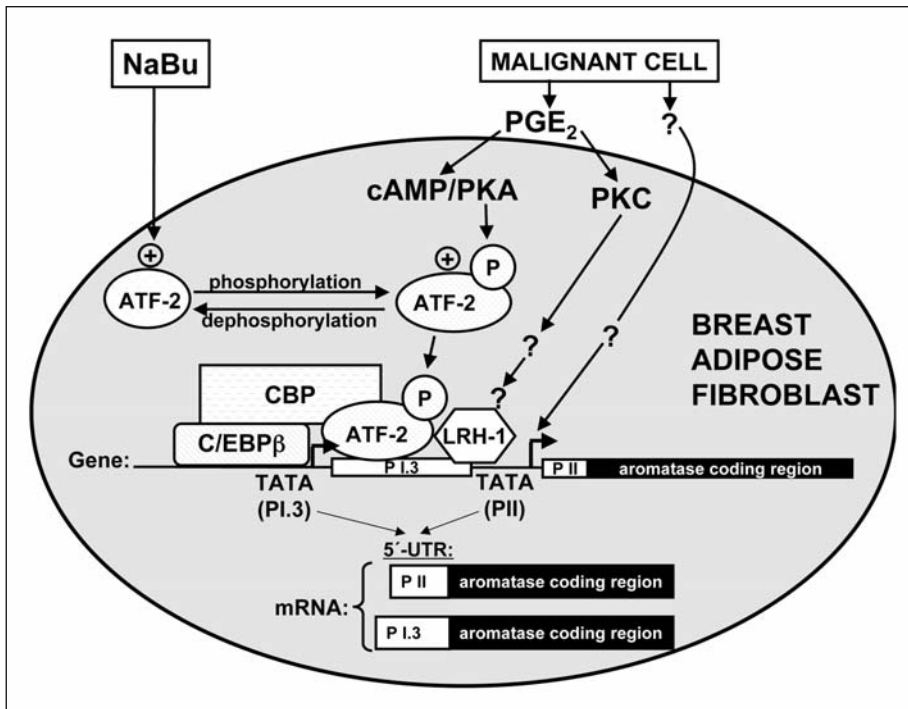 NaBu
MALIGNANT CELL
PGE₂
?
cAMP/PKA
PKC
+
ATF-2
phosphorylation
dephosphorylation
+
P
ATF-2
?
?
BREAST
ADIPOSE
FIBROBLAST
CBP
P
?
C/EBPβ
ATF-2
LRH-1
Gene:
P I.3
P II
aromatase coding region
TATA
(PI.3)
TATA
(PII)
5´-UTR:
mRNA:
P II
aromatase coding region
P I.3
aromatase coding region